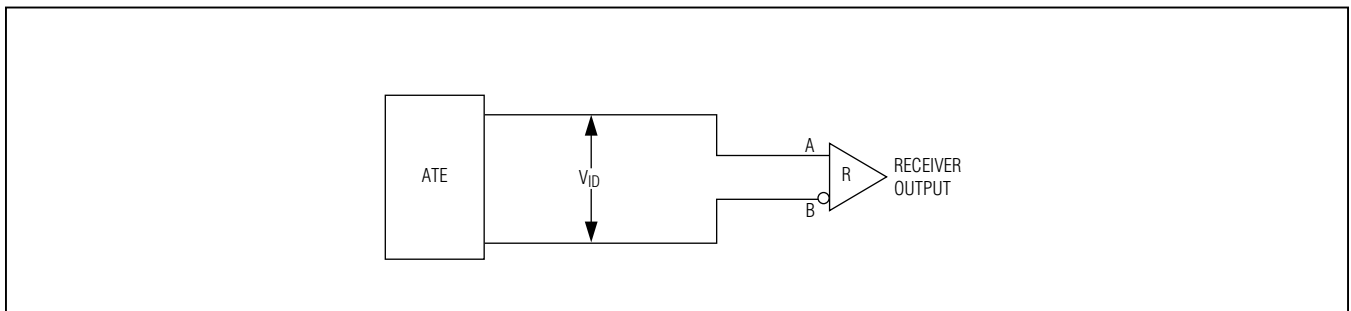 ATE
VID
A
B
R
RECEIVER
OUTPUT